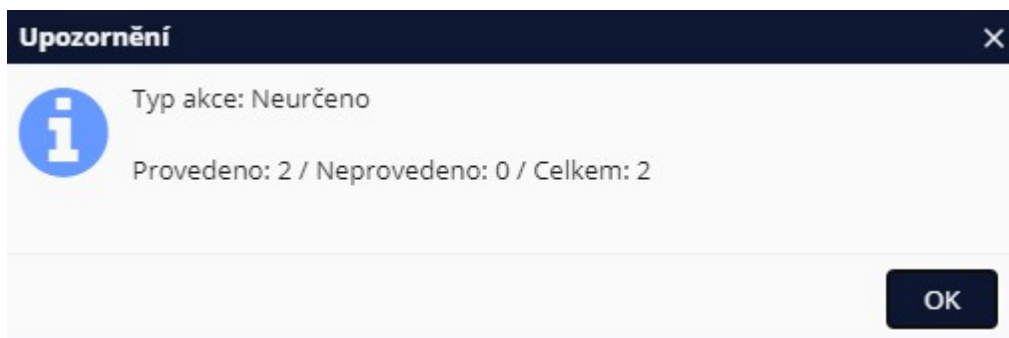 Upozornění
Typ akce: Neurčeno
Provedeno: 2 / Neprovedeno: 0 / Celkem: 2
OK